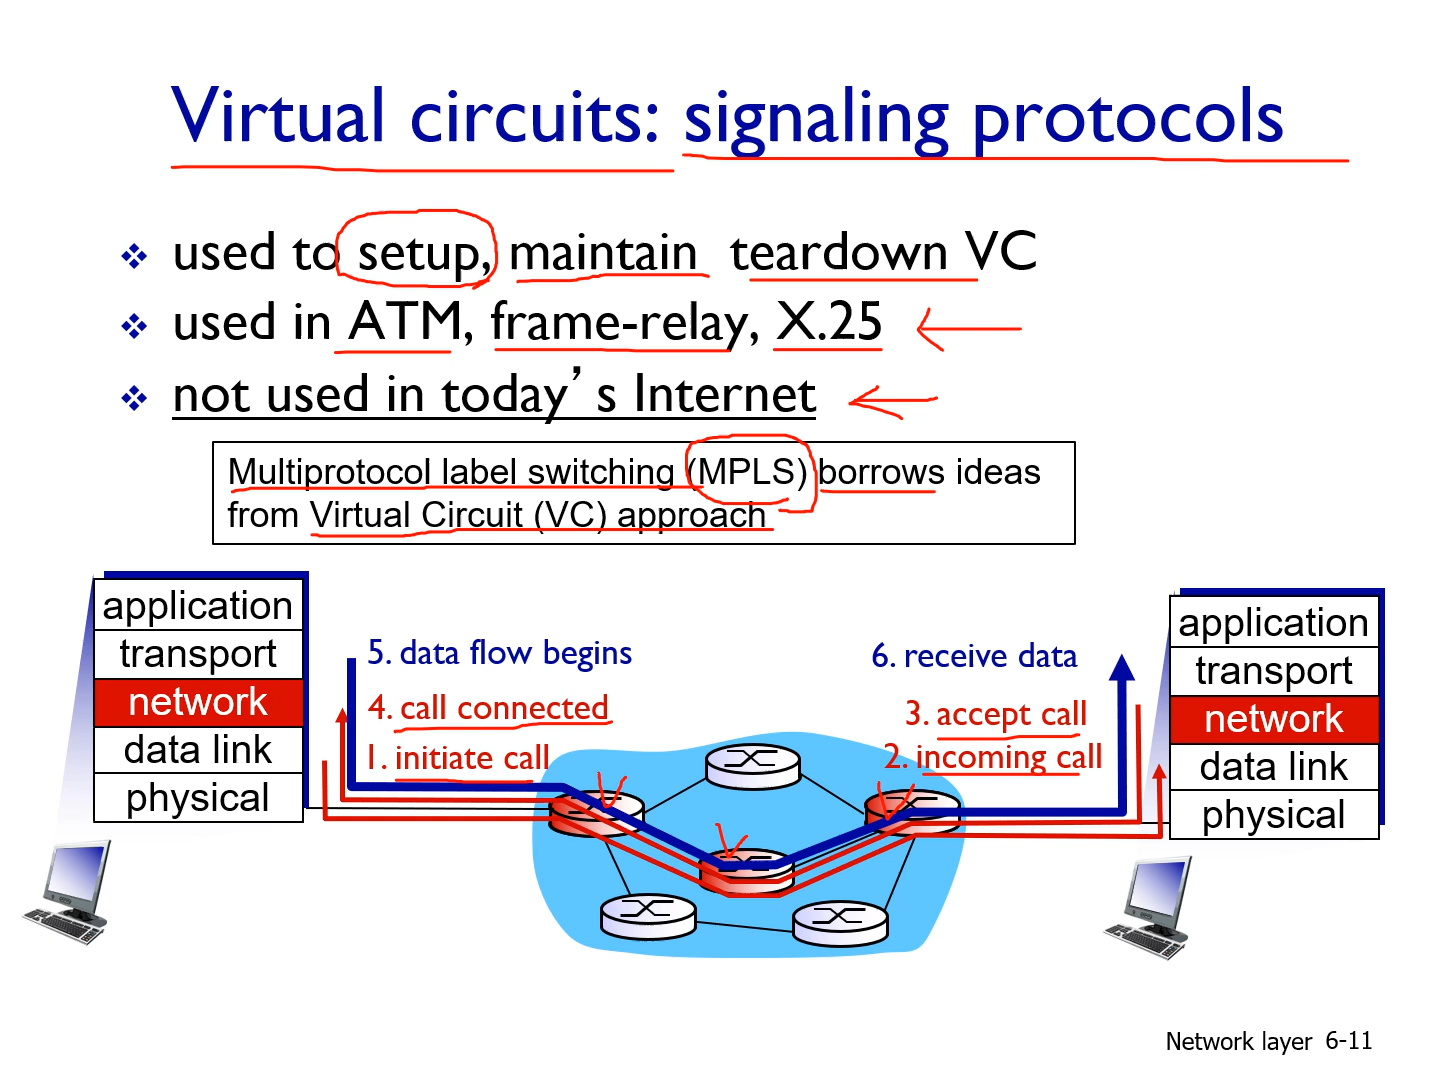 Virtual circuits: signaling protocols
used to setup, maintain teardown VC
used in ATM, frame-relay, X.25
not used in today’s Internet
Multiprotocol label switching (MPLS) borrows ideas
from Virtual Circuit (VC) approach
application
transport
network
data link
physical
5. data flow begins
4. call connected
1. initiate call
6. receive data
3. accept call
2. incoming call
application
transport
network
data link
physical
Network layer 6-11